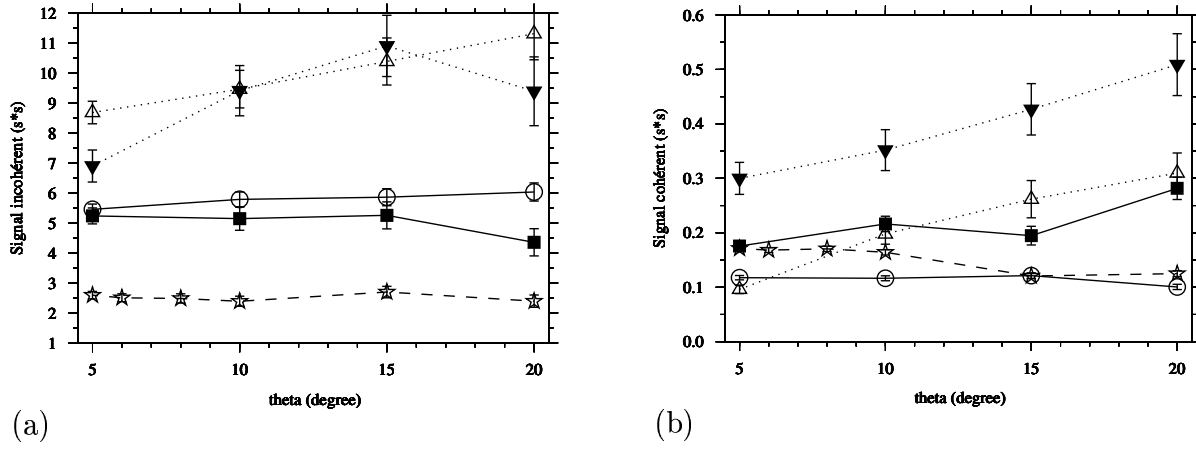 12
11
10
9
8
7
6
5
4
3
2
1
Signal incohérent (s*s)
5 10 15 20
theta (degree)
(a)
0.6
0.5
0.4
0.3
0.2
0.1
0.0
Signal cohérent (s*s)
5 10 15 20
theta (degree)
(b)